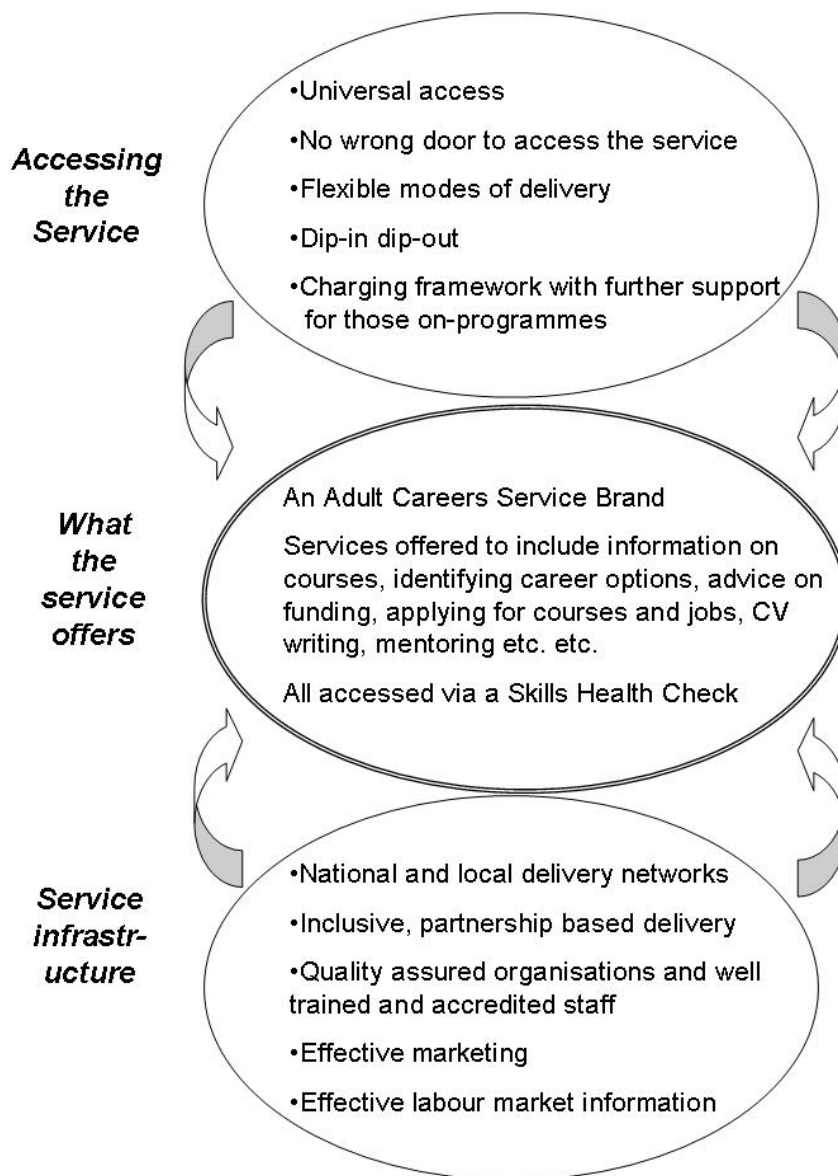 Accessing
the
Service
•Universal access
•No wrong door to access the service
•Flexible modes of delivery
•Dip-in dip-out
•Charging framework with further support
for those on-programmes
What
the
service
offers
An Adult Careers Service Brand
Services offered to include information on
courses, identifying career options, advice on
funding, applying for courses and jobs, CV
writing, mentoring etc. etc.
All accessed via a Skills Health Check
Service
infrastr-
ucture
•National and local delivery networks
•Inclusive, partnership based delivery
•Quality assured organisations and well
trained and accredited staff
•Effective marketing
•Effective labour market information